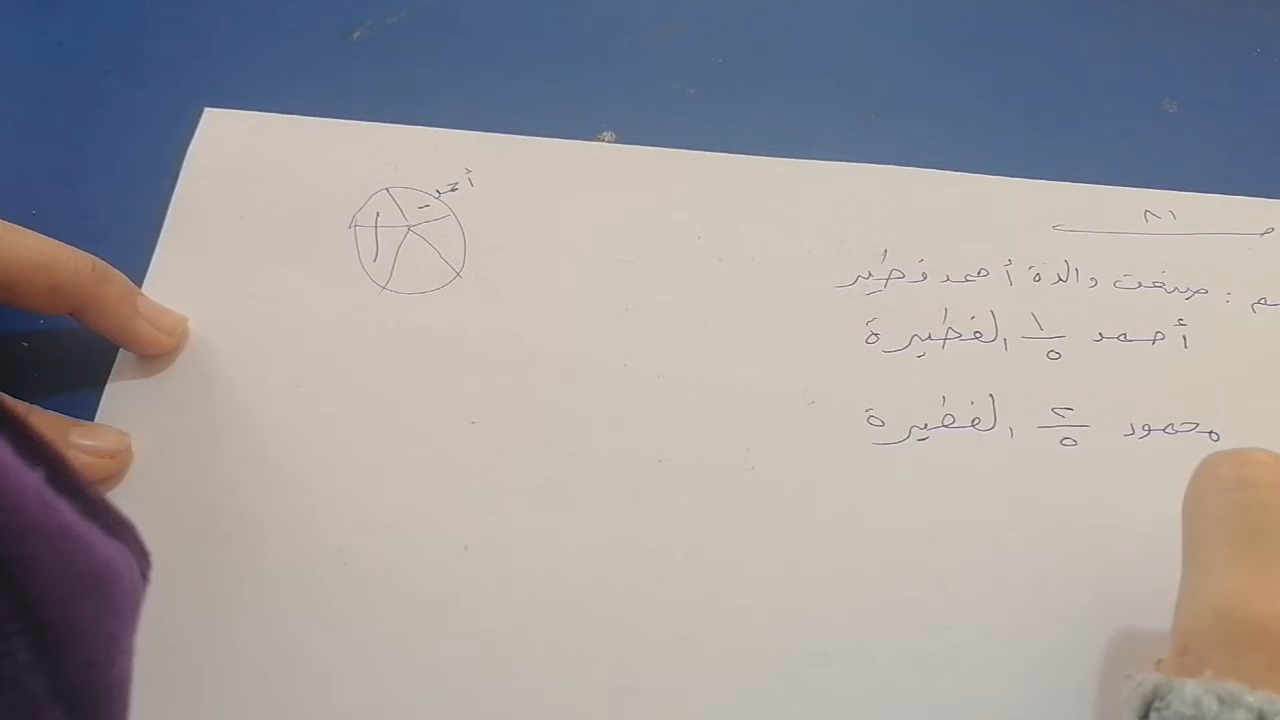 ٨١
صنعت والدة أحمد فطير
أحمد ١/٥ الفطيرة
محمود ٢/٥ الفطيرة
أحمد